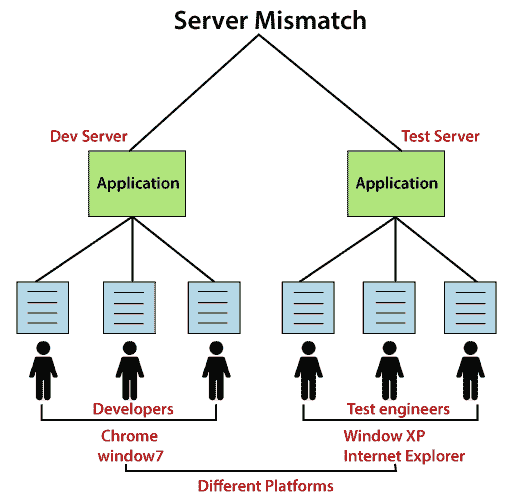 Server Mismatch
Dev Server
Test Server
Application
Application
Developers
Test engineers
Chrome
window7
Window XP
Internet Explorer
Different Platforms